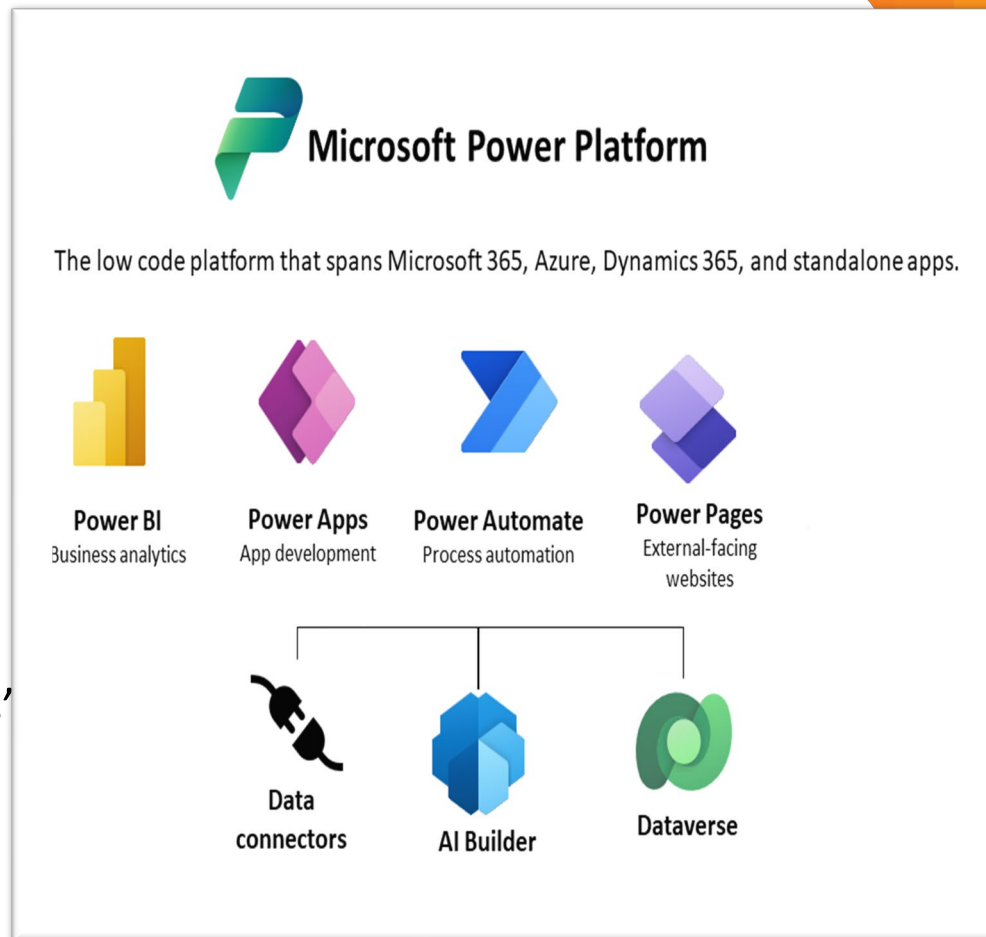 Microsoft Power Platform
The low code platform that spans Microsoft 365, Azure, Dynamics 365, and standalone apps.
Power BI
Business analytics
Power Apps
App development
Power Automate
Process automation
Power Pages
External-facing
websites
Data
connectors
AI Builder
Dataverse